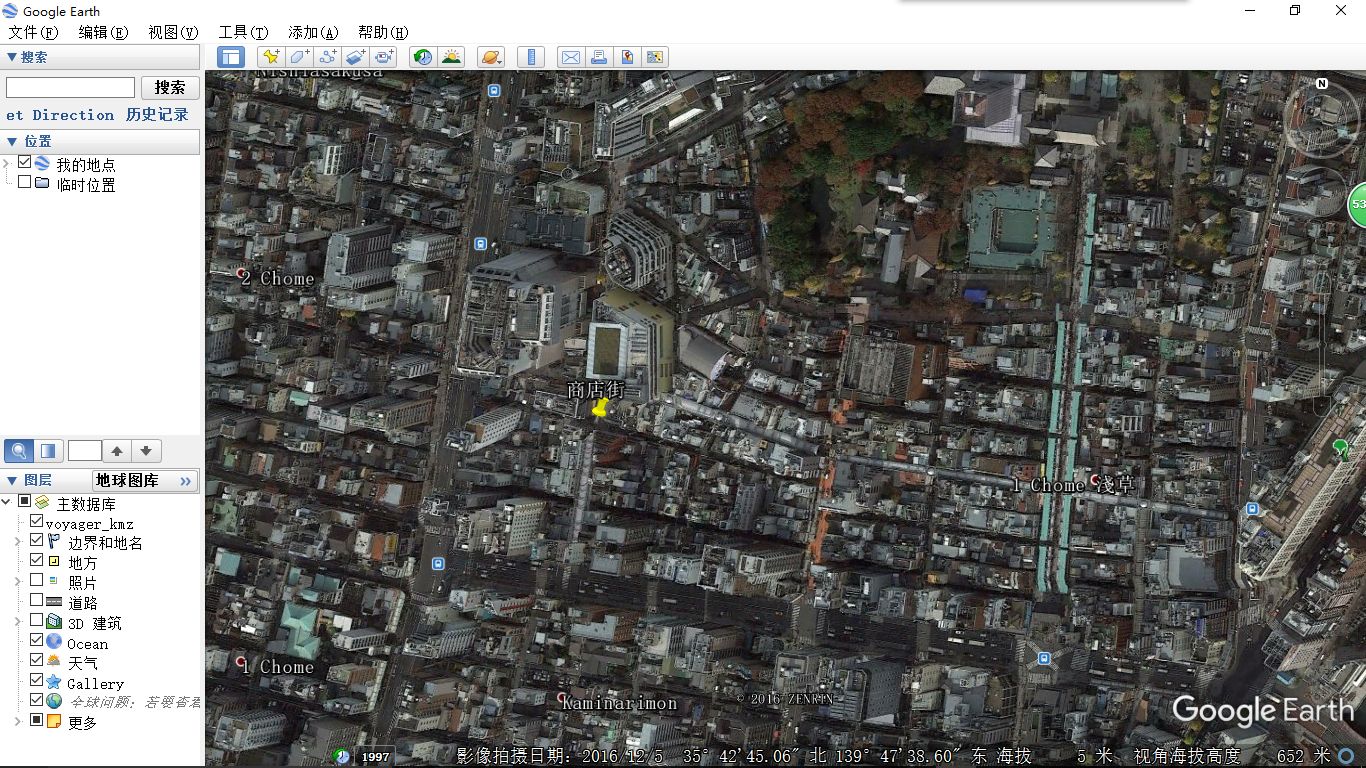 Google Earth
文件(F) 编辑(E) 视图(V) 工具(T) 添加(A) 帮助(H)
搜索
搜索
et Direction 历史记录
位置
我的地点
临时位置
图层
地球图库 »
主数据库
voyager_kmz
边界和地名
地方
照片
道路
3D 建筑
Ocean
天气
Gallery
更多
Nishiasakusa
N
53
2 Chome
商店街
1 Chome 浅草
1 Chome
Kaminarimon
© 2016 ZENRIN
Google Earth
1997
影像拍摄日期: 2016/12/5 35° 42'45.06" 北 139° 47'38.60" 东 海拔 5 米 视角海拔高度 652 米